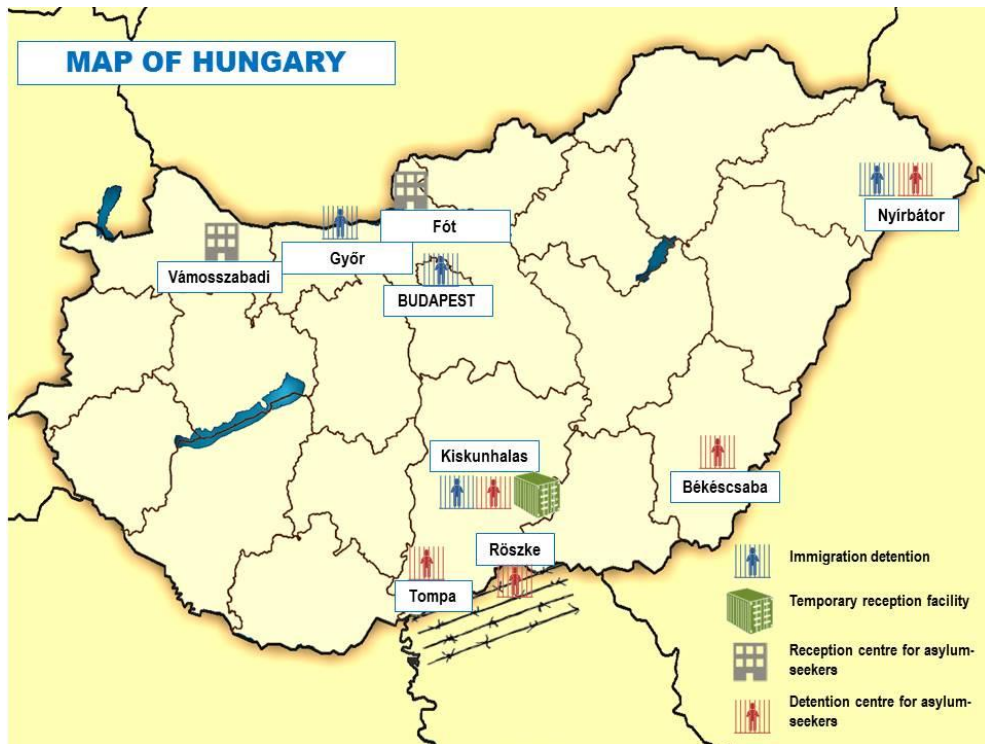 MAP OF HUNGARY
Nyírbátor
Fót
Győr
Vámosszabadi
BUDAPEST
Kiskunhalas
Békéscsaba
Röszke
Tompa
Immigration detention
Temporary reception facility
Reception centre for asylum-
seekers
Detention centre for asylum-
seekers